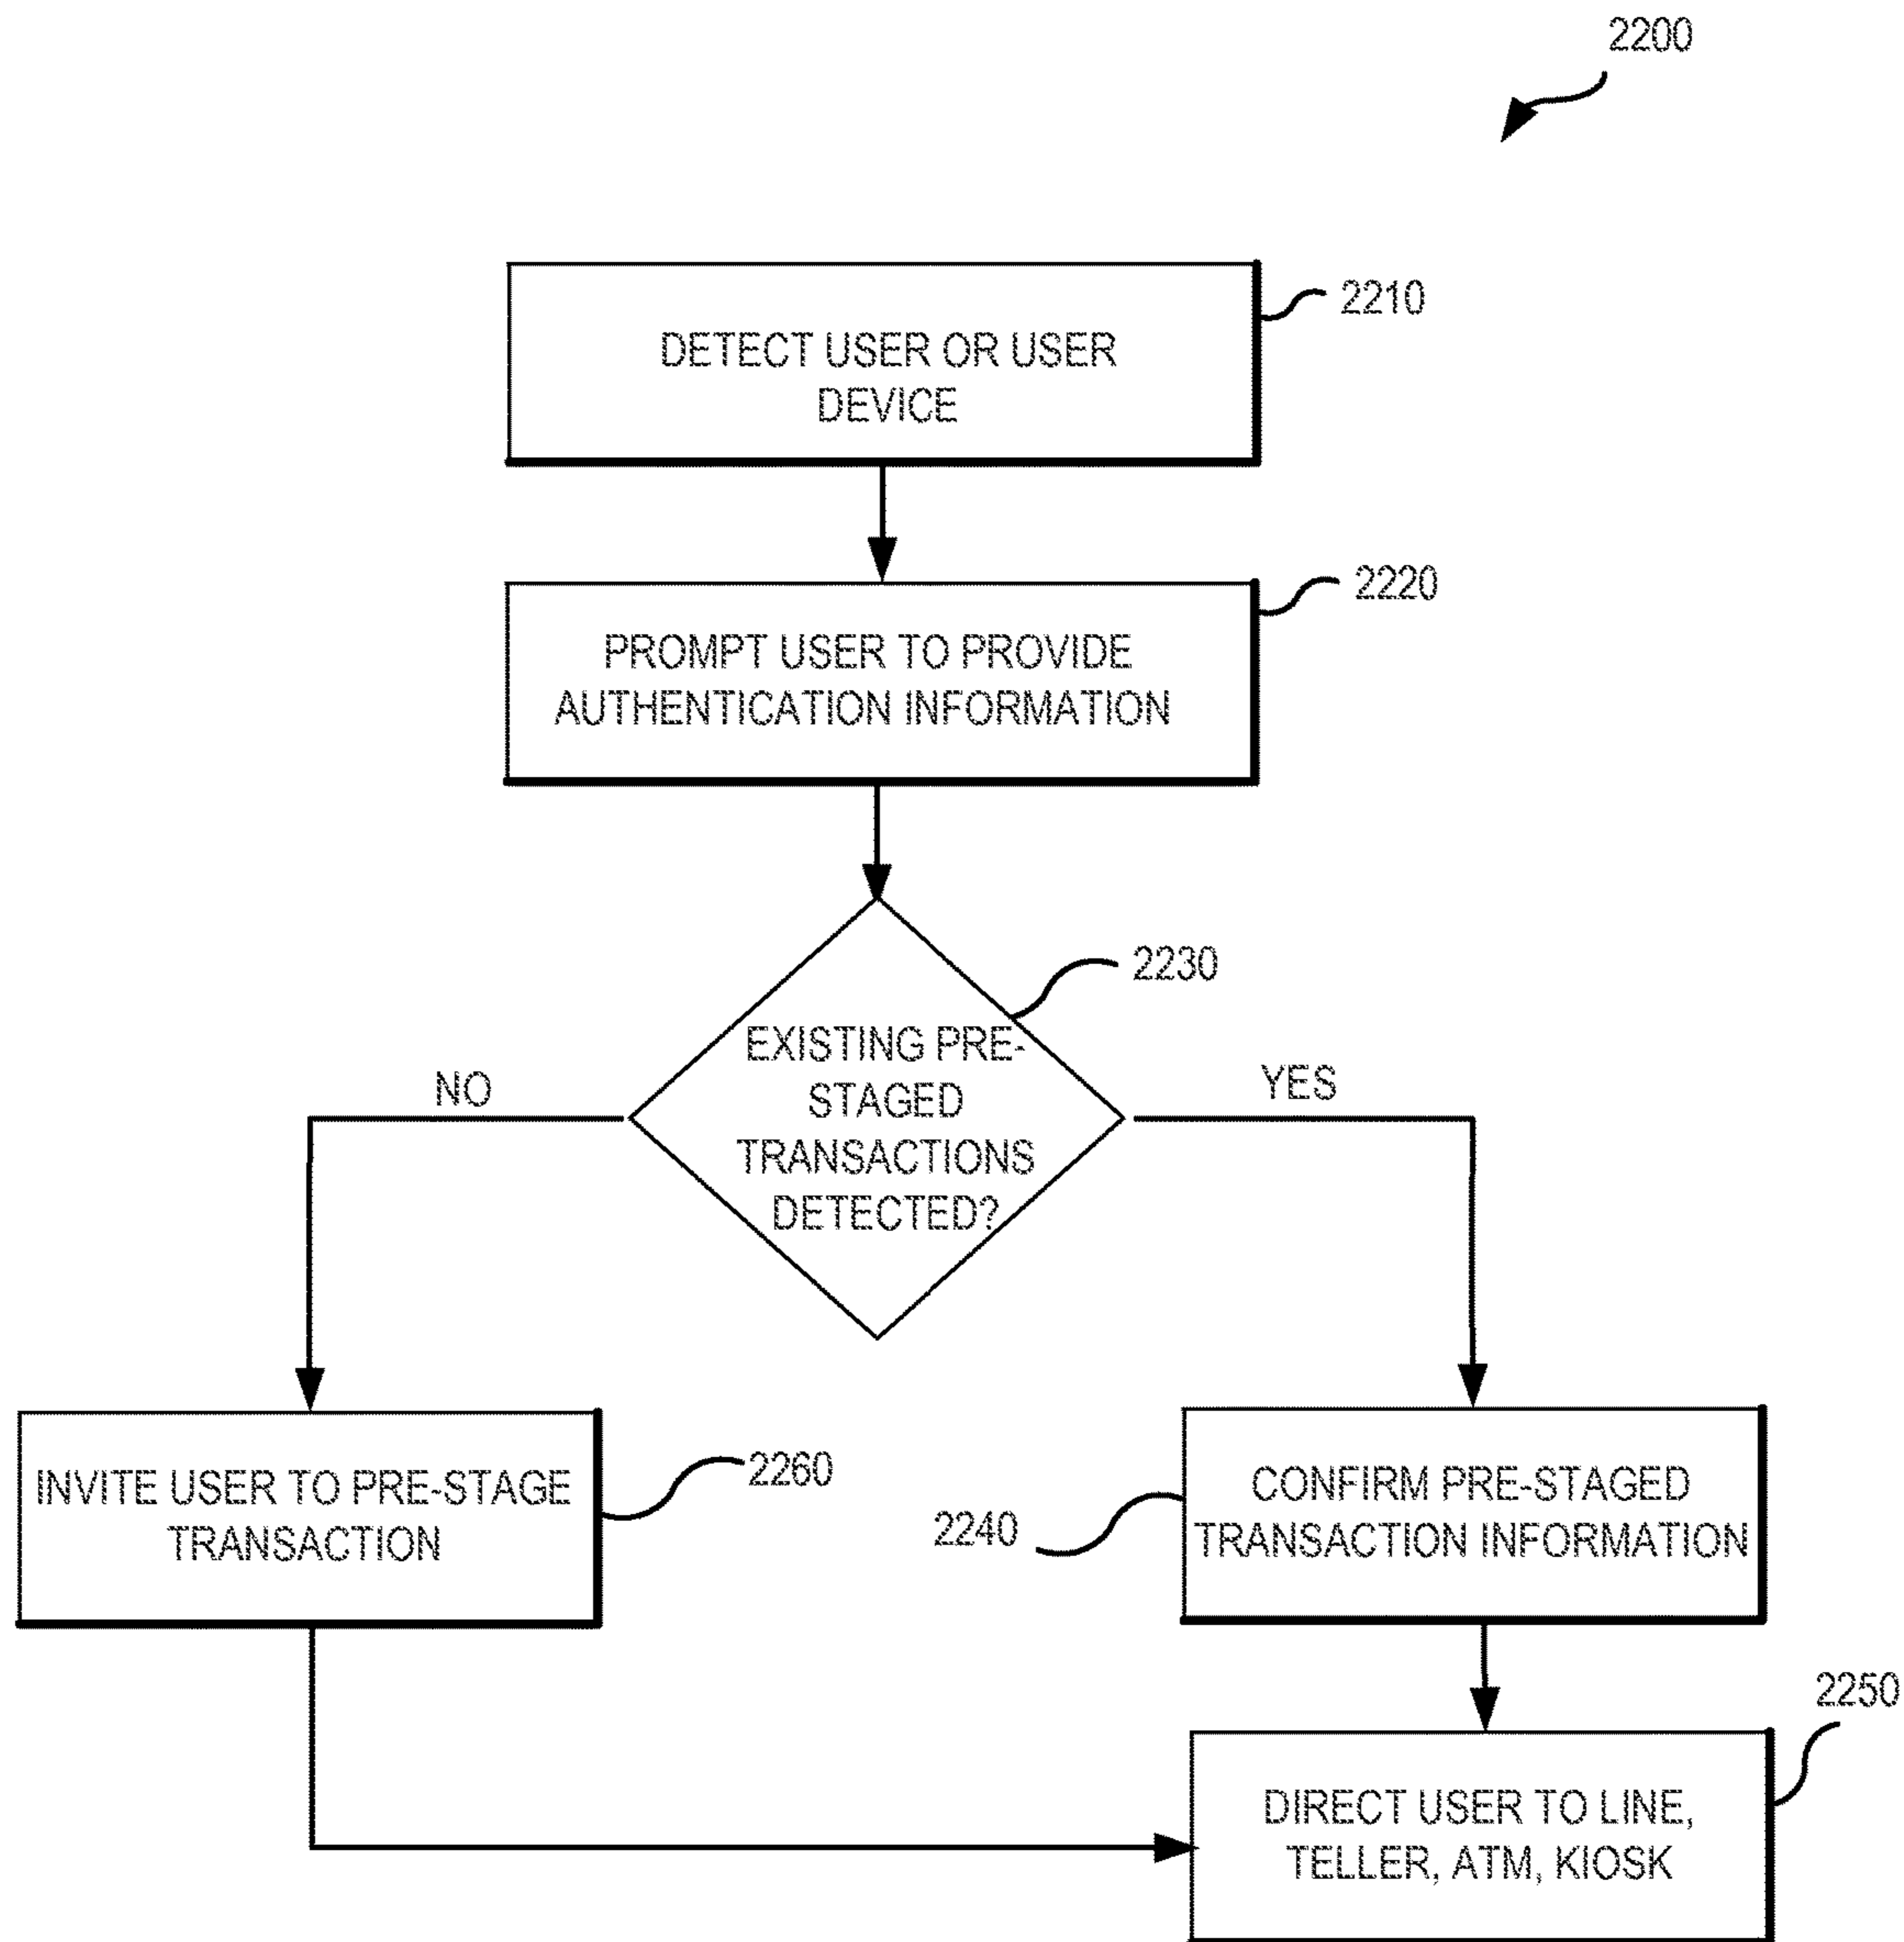 2200
2210
DETECT USER OR USER
DEVICE
2220
PROMPT USER TO PROVIDE
AUTHENTICATION INFORMATION
2230
EXISTING PRE-
STAGED
TRANSACTIONS
DETECTED?
NO
YES
INVITE USER TO PRE-STAGE
TRANSACTION
2260
2240
CONFIRM PRE-STAGED
TRANSACTION INFORMATION
2250
DIRECT USER TO LINE,
TELLER, ATM, KIOSK